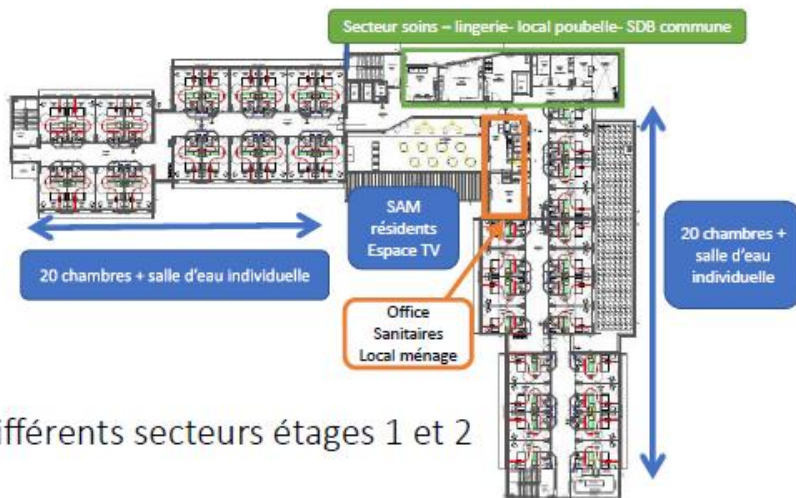 Secteur soins – lingerie- local poubelle- SDB commune
SAM
résidents
Espace TV
20 chambres + salle d'eau individuelle
20 chambres +
salle d'eau
individuelle
Office
Sanitaires
Local ménage
ifférents secteurs étages 1 et 2